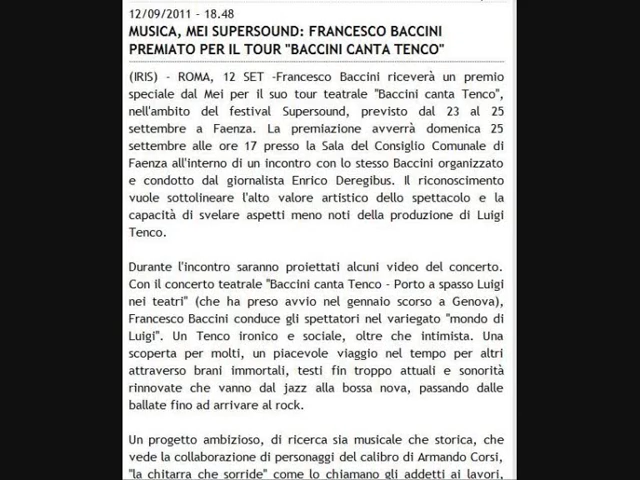 12/09/2011 - 18.48
MUSICA, MEI SUPERSOUND: FRANCESCO BACCINI
PREMIATO PER IL TOUR "BACCINI CANTA TENCO"
(IRIS) - ROMA, 12 SET -Francesco Baccini riceverà un premio
speciale dal Mei per il suo tour teatrale "Baccini canta Tenco",
nell'ambito del festival Supersound, previsto dal 23 al 25
settembre a Faenza. La premiazione avverrà domenica 25
settembre alle ore 17 presso la Sala del Consiglio Comunale di
Faenza all'interno di un incontro con lo stesso Baccini organizzato
e condotto dal giornalista Enrico Deregibus. Il riconoscimento
vuole sottolineare l'alto valore artistico dello spettacolo e la
capacità di svelare aspetti meno noti della produzione di Luigi
Tenco.
Durante l'incontro saranno proiettati alcuni video del concerto.
Con il concerto teatrale "Baccini canta Tenco - Porto a spasso Luigi
nei teatri" (che ha preso avvio nel gennaio scorso a Genova),
Francesco Baccini conduce gli spettatori nel variegato "mondo di
Luigi". Un Tenco ironico e sociale, oltre che intimista. Una
scoperta per molti, un piacevole viaggio nel tempo per altri
attraverso brani immortali, testi fin troppo attuali e sonorità
rinnovate che vanno dal jazz alla bossa nova, passando dalle
ballate fino ad arrivare al rock.
Un progetto ambizioso, di ricerca sia musicale che storica, che
vede la collaborazione di personaggi del calibro di Armando Corsi,
"la chitarra che sorride" come lo chiamano gli addetti ai lavori,